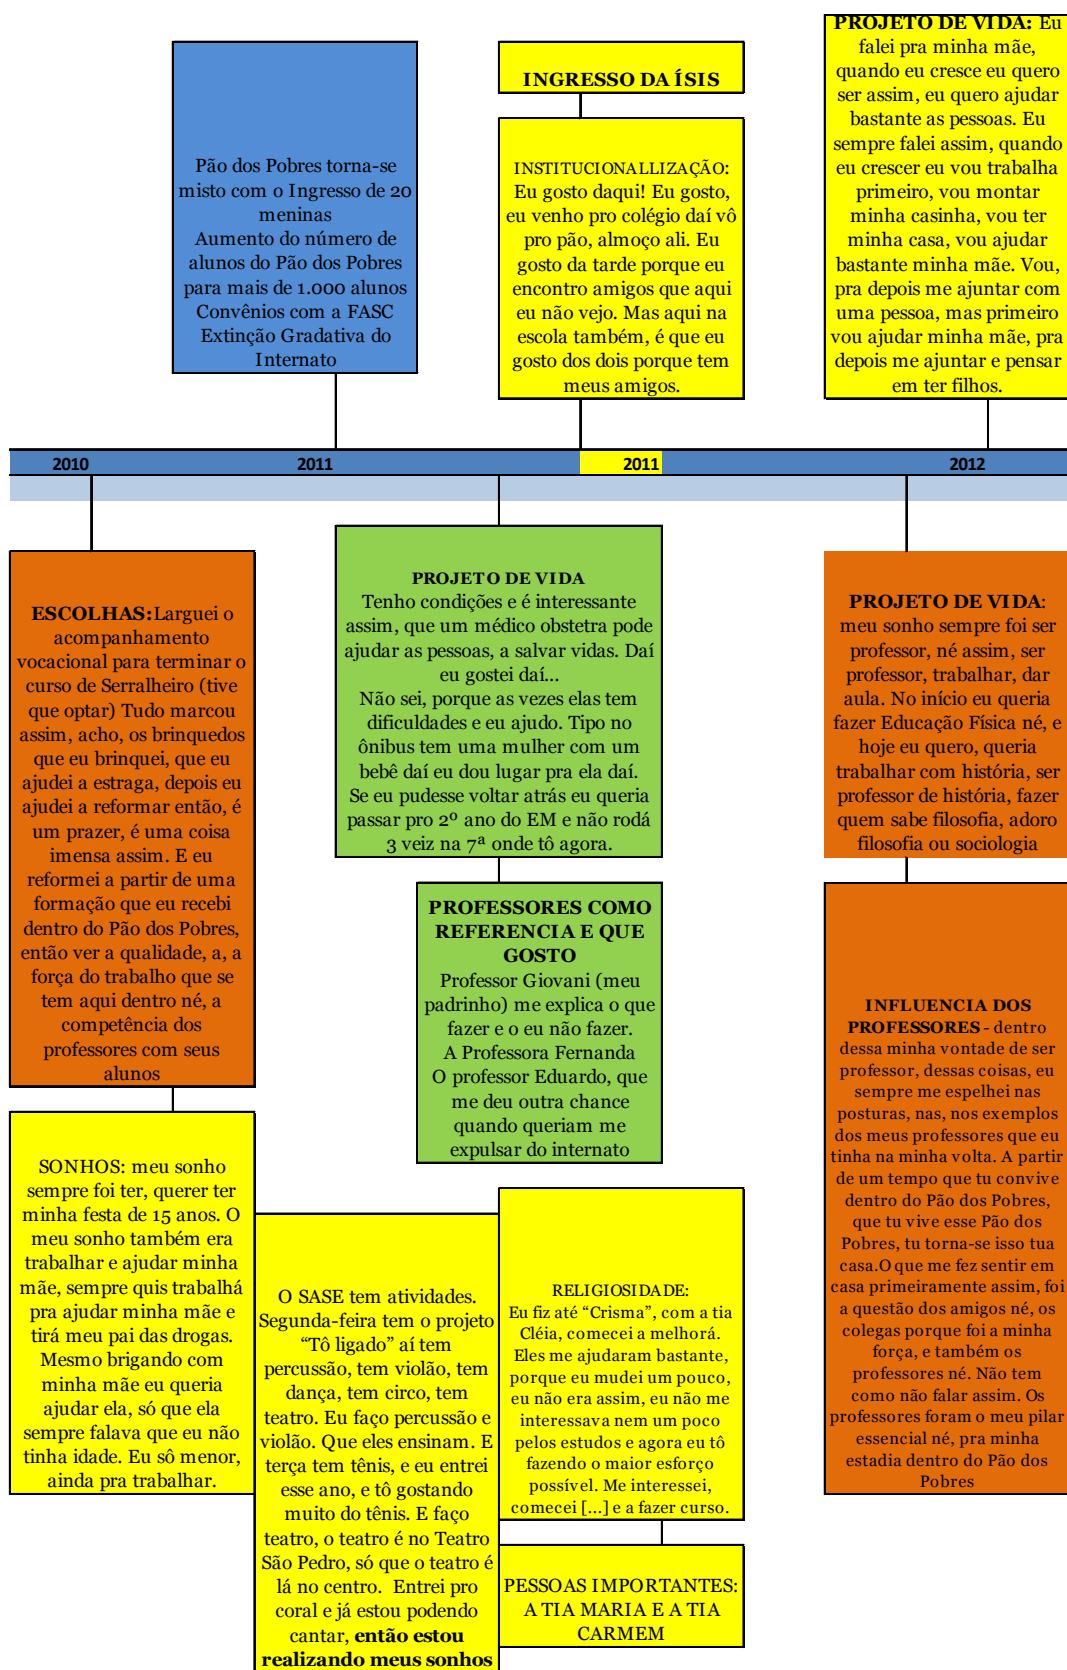 Pão dos Pobres torna-se
misto com o Ingresso de 20
meninas
Aumento do número de
alunos do Pão dos Pobres
para mais de 1.000 alunos
Convênios com a FASC
Extinção Gradativa do
Internato
INGRESSO DA ÍSIS
INSTITUCIONALLIZAÇÃO:
Eu gosto daqui! Eu gosto,
eu venho pro colégio daí vô
pro pão, almoço ali. Eu
gosto da tarde porque eu
encontro amigos que aqui
eu não vejo. Mas aqui na
escola também, é que eu
gosto dos dois porque tem
meus amigos.
PROJETO DE VIDA: Eu
falei pra minha mãe,
quando eu cresce eu quero
ser assim, eu quero ajudar
bastante as pessoas. Eu
sempre falei assim, quando
eu crescer eu vou trabalha
primeiro, vou montar
minha casinha, vou ter
minha casa, vou ajudar
bastante minha mãe. Vou,
pra depois me ajuntar com
uma pessoa, mas primeiro
vou ajudar minha mãe, pra
depois me ajuntar e pensar
em ter filhos.
2010 2011 2011 2012
ESCOLHAS:Larguei o
acompanhamento
vocacional para terminar o
curso de Serralheiro (tive
que optar) Tudo marcou
assim, acho, os brinquedos
que eu brinquei, que eu
ajudei a estraga, depois eu
ajudei a reformar então, é
um prazer, é uma coisa
imensa assim. E eu
reformei a partir de uma
formação que eu recebi
dentro do Pão dos Pobres,
então ver a qualidade, a, a
força do trabalho que se
tem aqui dentro né, a
competência dos
professores com seus
alunos
PROJETO DE VIDA
Tenho condições e é interessante
assim, que um médico obstetra pode
ajudar as pessoas, a salvar vidas. Daí
eu gostei daí...
Não sei, porque as vezes elas tem
dificuldades e eu ajudo. Tipo no
ônibus tem uma mulher com um
bebê daí eu dou lugar pra ela daí.
Se eu pudesse voltar atrás eu queria
passar pro 2º ano do EM e não rodá
3 veiz na 7ª onde tô agora.
PROFESSORES COMO
REFERENCIA E QUE
GOSTO
Professor Giovani (meu
padrinho) me explica o que
fazer e o eu não fazer.
A Professora Fernanda
O professor Eduardo, que
me deu outra chance
quando queriam me
expulsar do internato
PROJETO DE VIDA:
meu sonho sempre foi ser
professor, né assim, ser
professor, trabalhar, dar
aula. No início eu queria
fazer Educação Física né, e
hoje eu quero, queria
trabalhar com história, ser
professor de história, fazer
quem sabe filosofia, adoro
filosofia ou sociologia
INFLUENCIA DOS
PROFESSORES - dentro
dessa minha vontade de ser
professor, dessas coisas, eu
sempre me espelhei nas
posturas, nas, nos exemplos
dos meus professores que eu
tinha na minha volta. A partir
de um tempo que tu convive
dentro do Pão dos Pobres,
que tu vive esse Pão dos
Pobres, tu torna-se isso tua
casa.O que me fez sentir em
casa primeiramente assim, foi
a questão dos amigos né, os
colegas porque foi a minha
força, e também os
professores né. Não tem
como não falar assim. Os
professores foram o meu pilar
essencial né, pra minha
estadia dentro do Pão dos
Pobres
SONHOS: meu sonho
sempre foi ter, querer ter
minha festa de 15 anos. O
meu sonho também era
trabalhar e ajudar minha
mãe, sempre quis trabalhá
pra ajudar minha mãe e
tirá meu pai das drogas.
Mesmo brigando com
minha mãe eu queria
ajudar ela, só que ela
sempre falava que eu não
tinha idade. Eu sô menor,
ainda pra trabalhar.
O SASE tem atividades.
Segunda-feira tem o projeto
“Tô ligado” aí tem
percussão, tem violão, tem
dança, tem circo, tem
teatro. Eu faço percussão e
violão. Que eles ensinam. E
terça tem tênis, e eu entrei
esse ano, e tô gostando
muito do tênis. E faço
teatro, o teatro é no Teatro
São Pedro, só que o teatro é
lá no centro. Entrei pro
coral e já estou podendo
cantar, então estou
realizando meus sonhos
RELIGIOSIDADE:
Eu fiz até “Crisma”, com a tia
Cléia, comecei a melhorá.
Eles me ajudaram bastante,
porque eu mudei um pouco,
eu não era assim, eu não me
interessava nem um poco
pelos estudos e agora eu tô
fazendo o maior esforço
possível. Me interessei,
comecei [...] e a fazer curso.
PESSOAS IMPORTANTES:
A TIA MARIA E A TIA
CARMEM